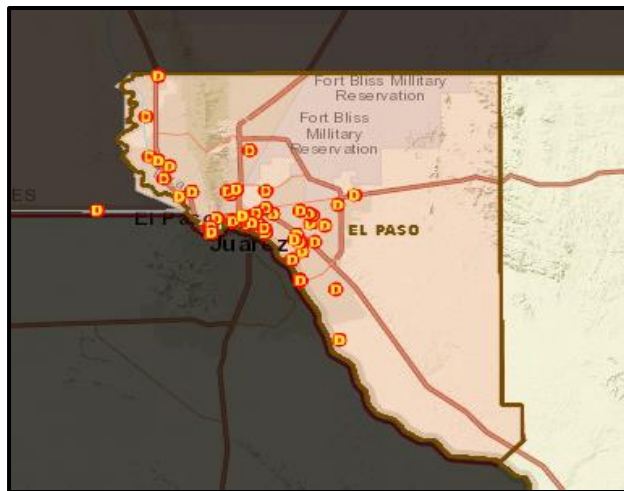 Fort Bliss Military
Reservation
Fort Bliss
Military
Reservation
ES
El Paso
EL PASO
Juarez